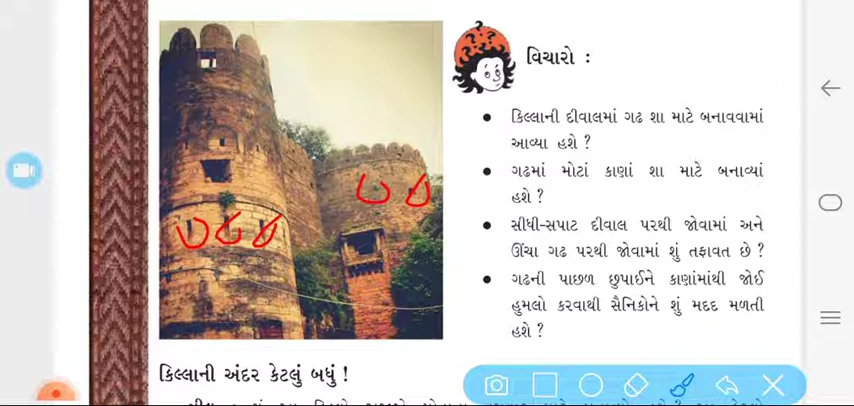 વિચારો :
• કિલ્લાની દીવાલમાં ગઢ શા માટે બનાવવામાં
આવ્યા હશે ?
• ગઢમાં મોટાં કાણાં શા માટે બનાવ્યાં
હશે ?
• સીધી-સપાટ દીવાલ પરથી જોવામાં અને
ઊંચા ગઢ પરથી જોવામાં શું તફાવત છે ?
• ગઢની પાછળ છુપાઈને કાણાંમાંથી જોઈ
હુમલો કરવાથી સૈનિકોને શું મદદ મળતી
હશે ?
કિલ્લાની અંદર કેટલું બધું !